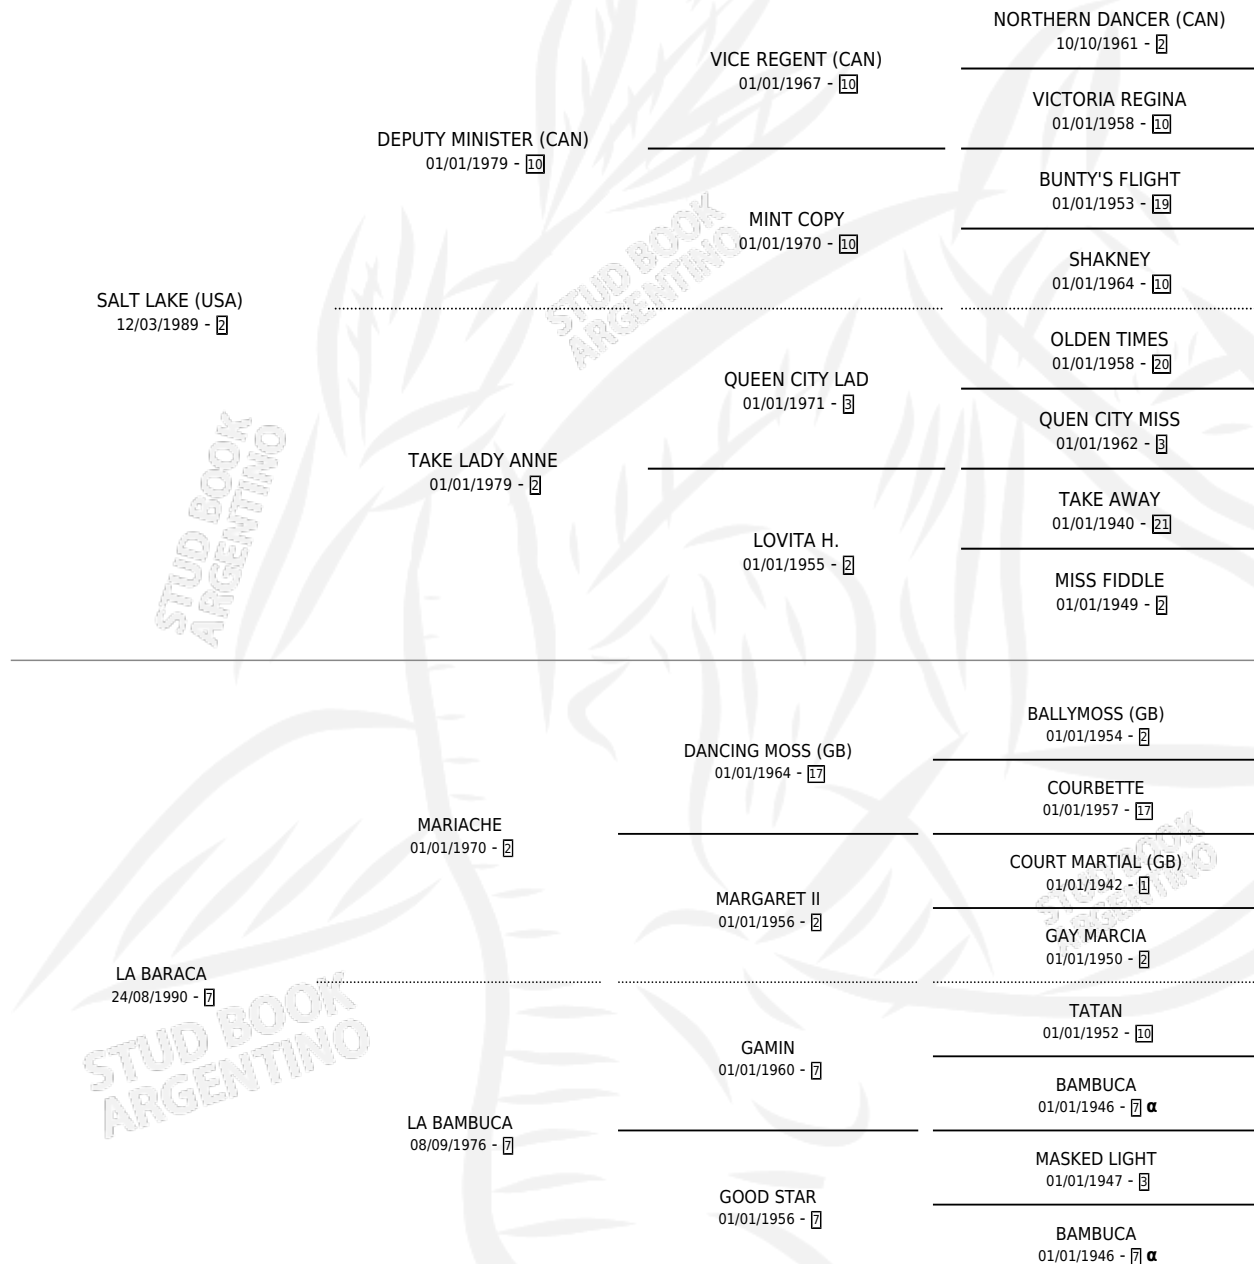 NORTHERN DANCER (CAN)
10/10/1961 - 2
VICE REGENT (CAN)
01/01/1967 - 10
VICTORIA REGINA
01/01/1958 - 10
DEPUTY MINISTER (CAN)
01/01/1979 - 10
BUNTY'S FLIGHT
01/01/1953 - 19
MINT COPY
01/01/1970 - 10
SHAKNEY
01/01/1964 - 10
SALT LAKE (USA)
12/03/1989 - 2
OLDEN TIMES
01/01/1958 - 20
QUEEN CITY LAD
01/01/1971 - 3
QUEN CITY MISS
01/01/1962 - 3
TAKE LADY ANNE
01/01/1979 - 2
TAKE AWAY
01/01/1940 - 21
LOVITA H.
01/01/1955 - 2
MISS FIDDLE
01/01/1949 - 2
BALLYMOSS (GB)
01/01/1954 - 2
DANCING MOSS (GB)
01/01/1964 - 17
COURBETTE
01/01/1957 - 17
MARIACHE
01/01/1970 - 2
COURT MARTIAL (GB)
01/01/1942 - 1
MARGARET II
01/01/1956 - 2
GAY MARCIA
01/01/1950 - 2
LA BARACA
24/08/1990 - 7
TATAN
01/01/1952 - 10
GAMIN
01/01/1960 - 7
BAMBUCA
01/01/1946 - 7 α
LA BAMBUCA
08/09/1976 - 7
MASKED LIGHT
01/01/1947 - 3
GOOD STAR
01/01/1956 - 7
BAMBUCA
01/01/1946 - 7 α
STUD BOOK
ARGENTINO
STUD BOOK
ARGENTINO
STUD BOOK
ARGENTINO
STUD BOOK
ARGENTINO